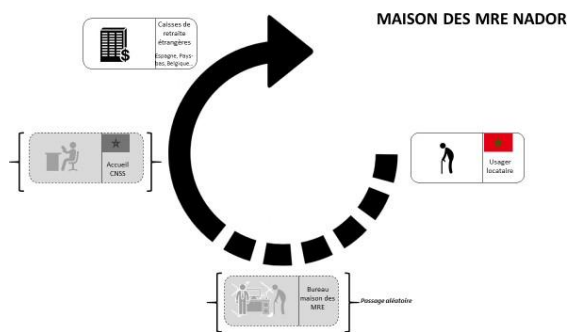 MAISON DES MRE NADOR
Caisses de
retraite
étrangères
Espagne, Pays-
bas, Belgique...
Accueil
CNSS
Usager
locataire
Bureau
maison des
MRE
Passage aléatoire